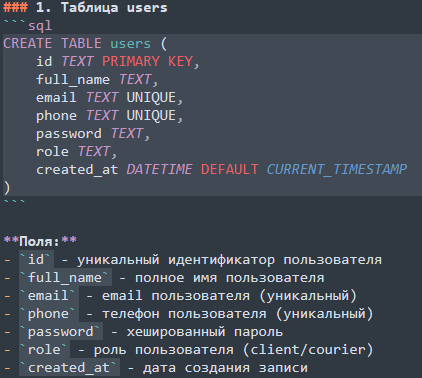 ### 1. Таблица users
```sql
CREATE TABLE users (
    id TEXT PRIMARY KEY,
    full_name TEXT,
    email TEXT UNIQUE,
    phone TEXT UNIQUE,
    password TEXT,
    role TEXT,
    created_at DATETIME DEFAULT CURRENT_TIMESTAMP
)
```
**Поля:**
- `id` - уникальный идентификатор пользователя
- `full_name` - полное имя пользователя
- `email` - email пользователя (уникальный)
- `phone` - телефон пользователя (уникальный)
- `password` - хешированный пароль
- `role` - роль пользователя (client/courier)
- `created_at` - дата создания записи